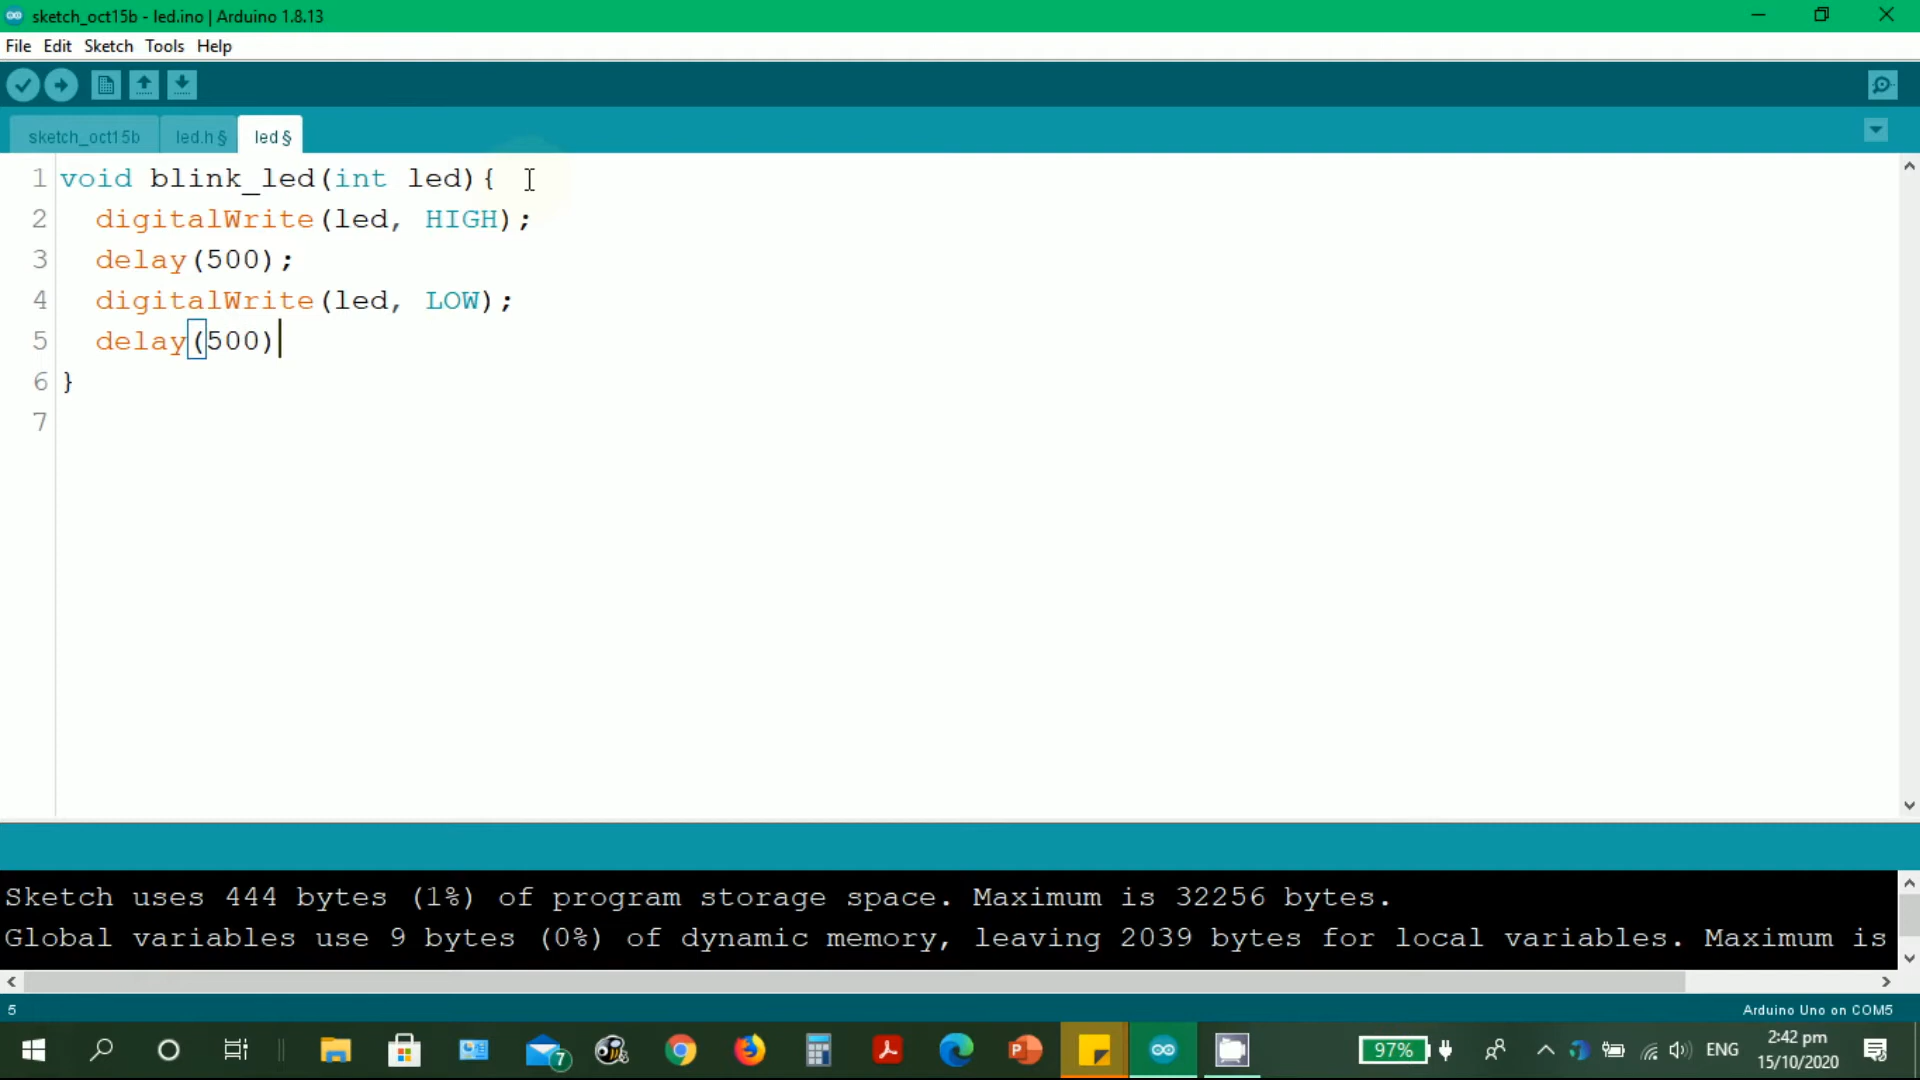 sketch_oct15b - led.ino | Arduino 1.8.13
File Edit Sketch Tools Help
sketch_oct15b led.h § led §
1 void blink_led(int led){
2 digitalWrite(led, HIGH);
3 delay(500);
4 digitalWrite(led, LOW);
5 delay(500)
6 }
7
Sketch uses 444 bytes (1%) of program storage space. Maximum is 32256 bytes.
Global variables use 9 bytes (0%) of dynamic memory, leaving 2039 bytes for local variables. Maximum is
5 Arduino Uno on COM5
7 97% ENG 2:42 pm
15/10/2020